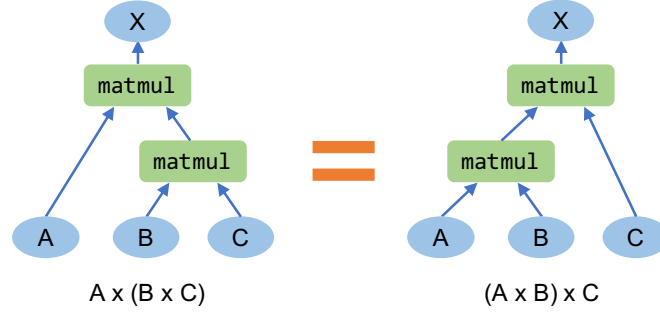 X X
matmul matmul
matmul matmul
A B C A B C
A x (B x C) (A x B) x C